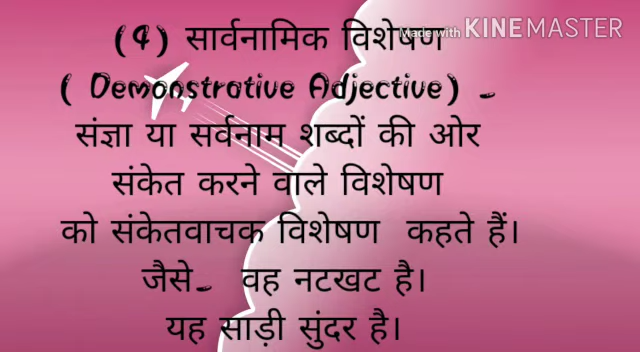 Made with KINEMASTER
(4) सार्वनामिक विशेषण
( Demonstrative Adjective) -
संज्ञा या सर्वनाम शब्दों की ओर
संकेत करने वाले विशेषण
को संकेतवाचक विशेषण कहते हैं।
जैसे- वह नटखट है।
यह साड़ी सुंदर है।